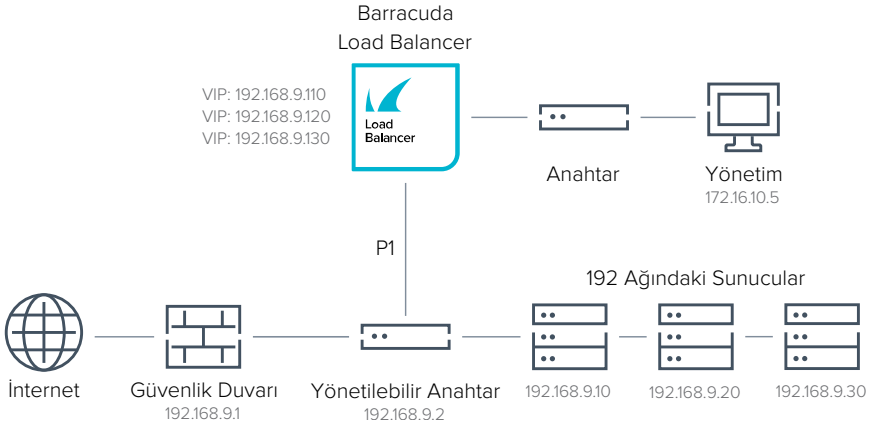 Barracuda
Load Balancer
VIP: 192.168.9.110
VIP: 192.168.9.120
VIP: 192.168.9.130
Load
Balancer
Anahtar
Yönetim
172.16.10.5
P1
192 Ağındaki Sunucular
İnternet
Güvenlik Duvarı
192.168.9.1
Yönetilebilir Anahtar
192.168.9.2
192.168.9.10
192.168.9.20
192.168.9.30